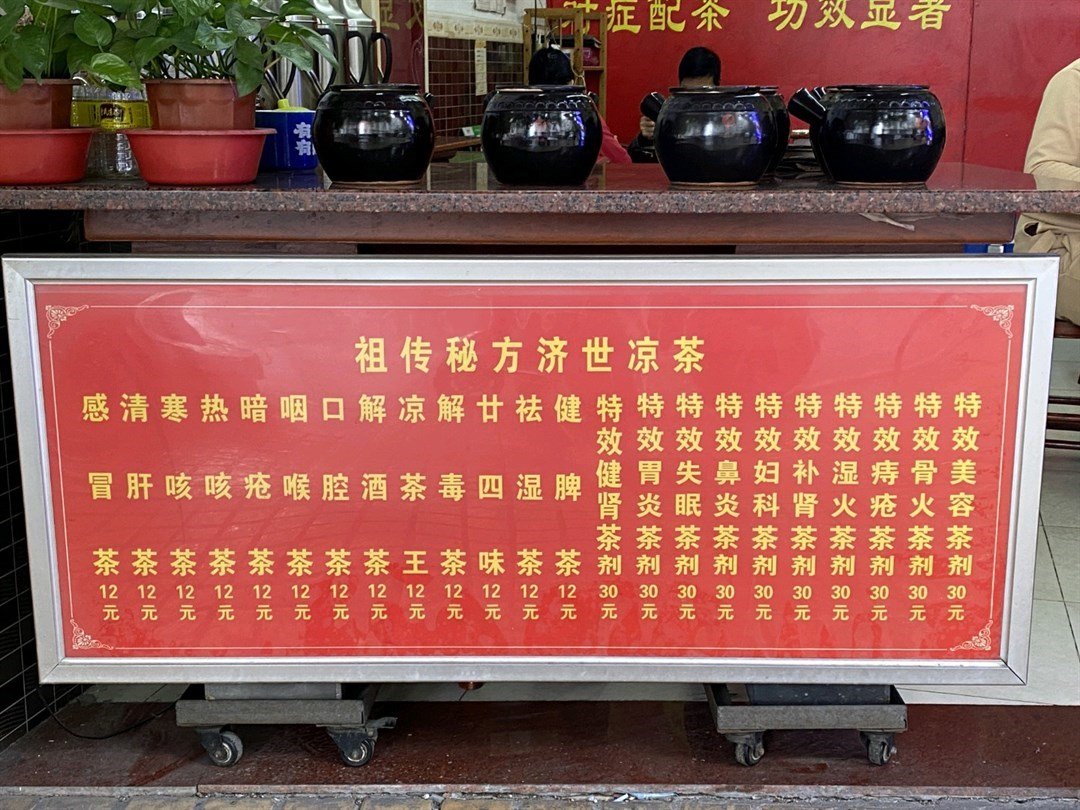 症配茶 功效显著
祖传秘方济世凉茶
感冒茶12元
清肝茶12元
寒咳茶12元
热咳茶12元
暗疮茶12元
咽喉茶12元
口腔茶12元
解酒茶12元
凉茶王12元
解毒茶12元
廿四味12元
祛湿茶12元
健脾茶12元
特效健肾茶剂30元
特效胃炎茶剂30元
特效失眠茶剂30元
特效鼻炎茶剂30元
特效妇科茶剂30元
特效补肾茶剂30元
特效湿火茶剂30元
特效痔疮茶剂30元
特效骨火茶剂30元
特效美容茶剂30元